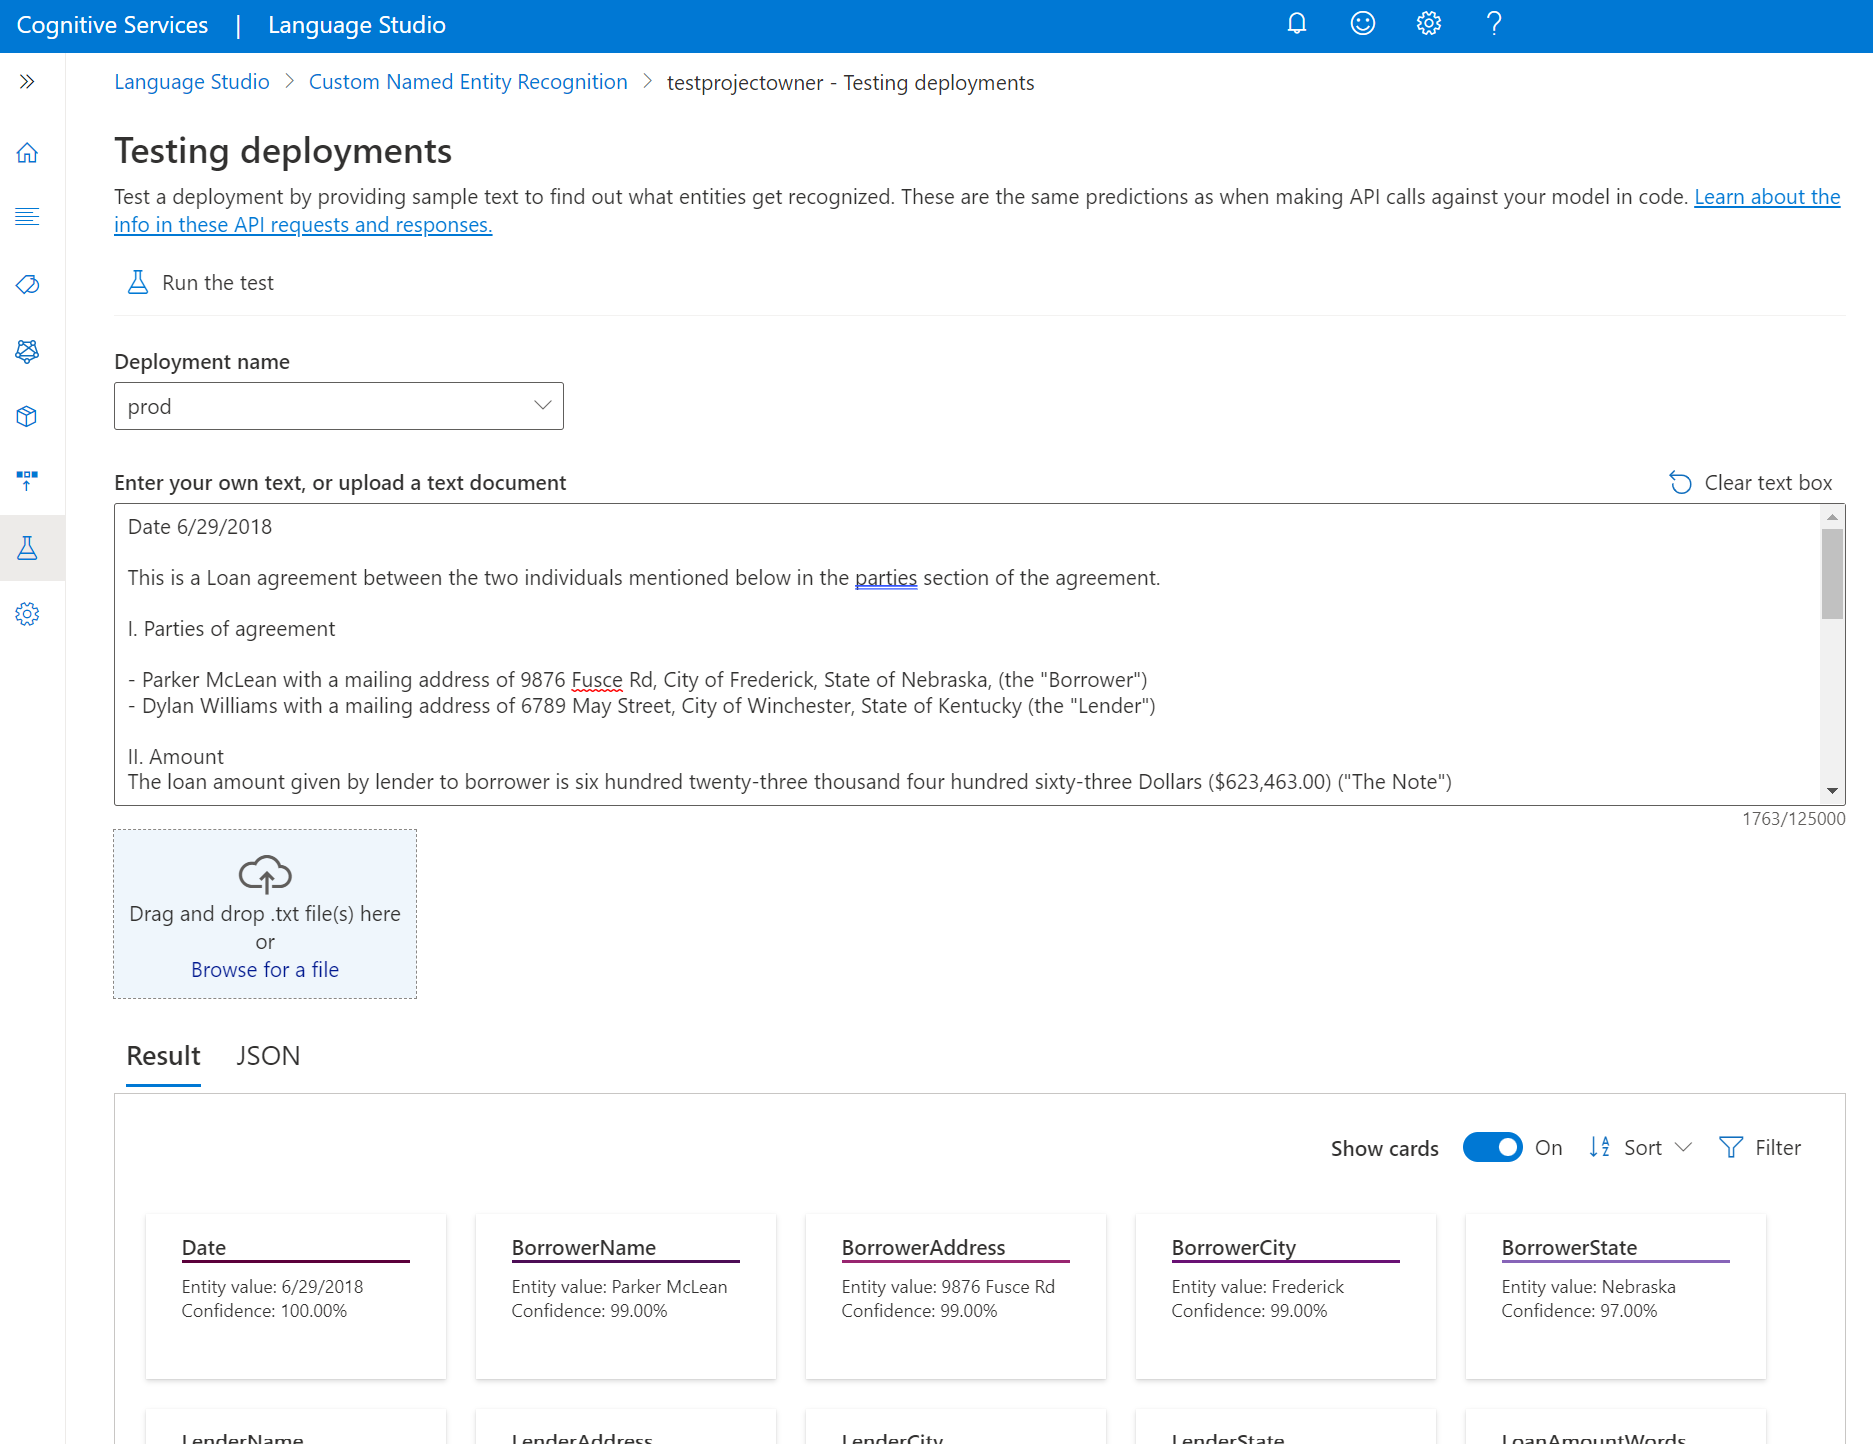 Cognitive Services | Language Studio
Language Studio > Custom Named Entity Recognition > testprojectowner - Testing deployments
Testing deployments
Test a deployment by providing sample text to find out what entities get recognized. These are the same predictions as when making API calls against your model in code. Learn about the
info in these API requests and responses.
Run the test
Deployment name
prod
Enter your own text, or upload a text document
Clear text box
Date 6/29/2018
This is a Loan agreement between the two individuals mentioned below in the parties section of the agreement.
I. Parties of agreement
- Parker McLean with a mailing address of 9876 Fusce Rd, City of Frederick, State of Nebraska, (the "Borrower")
- Dylan Williams with a mailing address of 6789 May Street, City of Winchester, State of Kentucky (the "Lender")
II. Amount
The loan amount given by lender to borrower is six hundred twenty-three thousand four hundred sixty-three Dollars ($623,463.00) ("The Note")
1763/125000
Drag and drop .txt file(s) here
or
Browse for a file
Result JSON
Show cards On Sort Filter
Date
Entity value: 6/29/2018
Confidence: 100.00%
BorrowerName
Entity value: Parker McLean
Confidence: 99.00%
BorrowerAddress
Entity value: 9876 Fusce Rd
Confidence: 99.00%
BorrowerCity
Entity value: Frederick
Confidence: 99.00%
BorrowerState
Entity value: Nebraska
Confidence: 97.00%
LenderName
LenderAddress
LenderCity
LenderState
LoanAmountWords